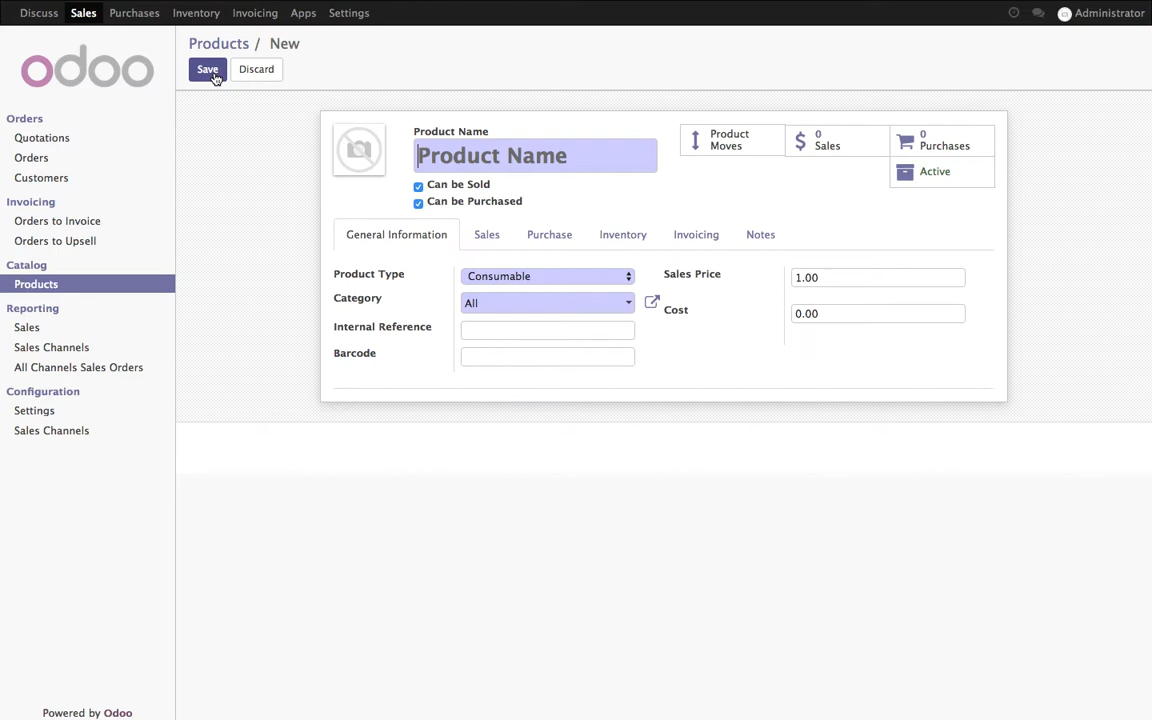 Discuss Sales Purchases Inventory Invoicing Apps Settings Administrator
odoo
Orders
Quotations
Orders
Customers
Invoicing
Orders to Invoice
Orders to Upsell
Catalog
Products
Reporting
Sales
Sales Channels
All Channels Sales Orders
Configuration
Settings
Sales Channels
Powered by Odoo
Products / New
Save Discard
Product Name
Product Name
Can be Sold
Can be Purchased
Product Moves
0 Sales
0 Purchases
Active
General Information Sales Purchase Inventory Invoicing Notes
Product Type Consumable
Category All
Internal Reference
Barcode
Sales Price 1.00
Cost 0.00